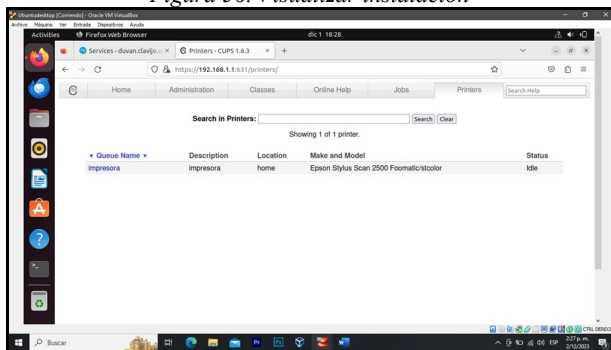 Figura 50. Visualizar instalación
Ubuntudesktop [Corriendo] - Oracle VM VirtualBox
Archivo Máquina Ver Entrada Dispositivos Ayuda
Activities Firefox Web Browser dic 1 18:28
Services - duvan.clavijo.c × Printers - CUPS 1.6.3 × +
https://192.168.1.1:631/printers/
Home Administration Classes Online Help Jobs Printers Search Help
Search in Printers: Search Clear
Showing 1 of 1 printer.
▼ Queue Name ▼ Description Location Make and Model Status
impresora impresora home Epson Stylus Scan 2500 Foomatic/stcolor Idle
CTRL DERECHO
Buscar ESP 2:27 p. m.
2/12/2023